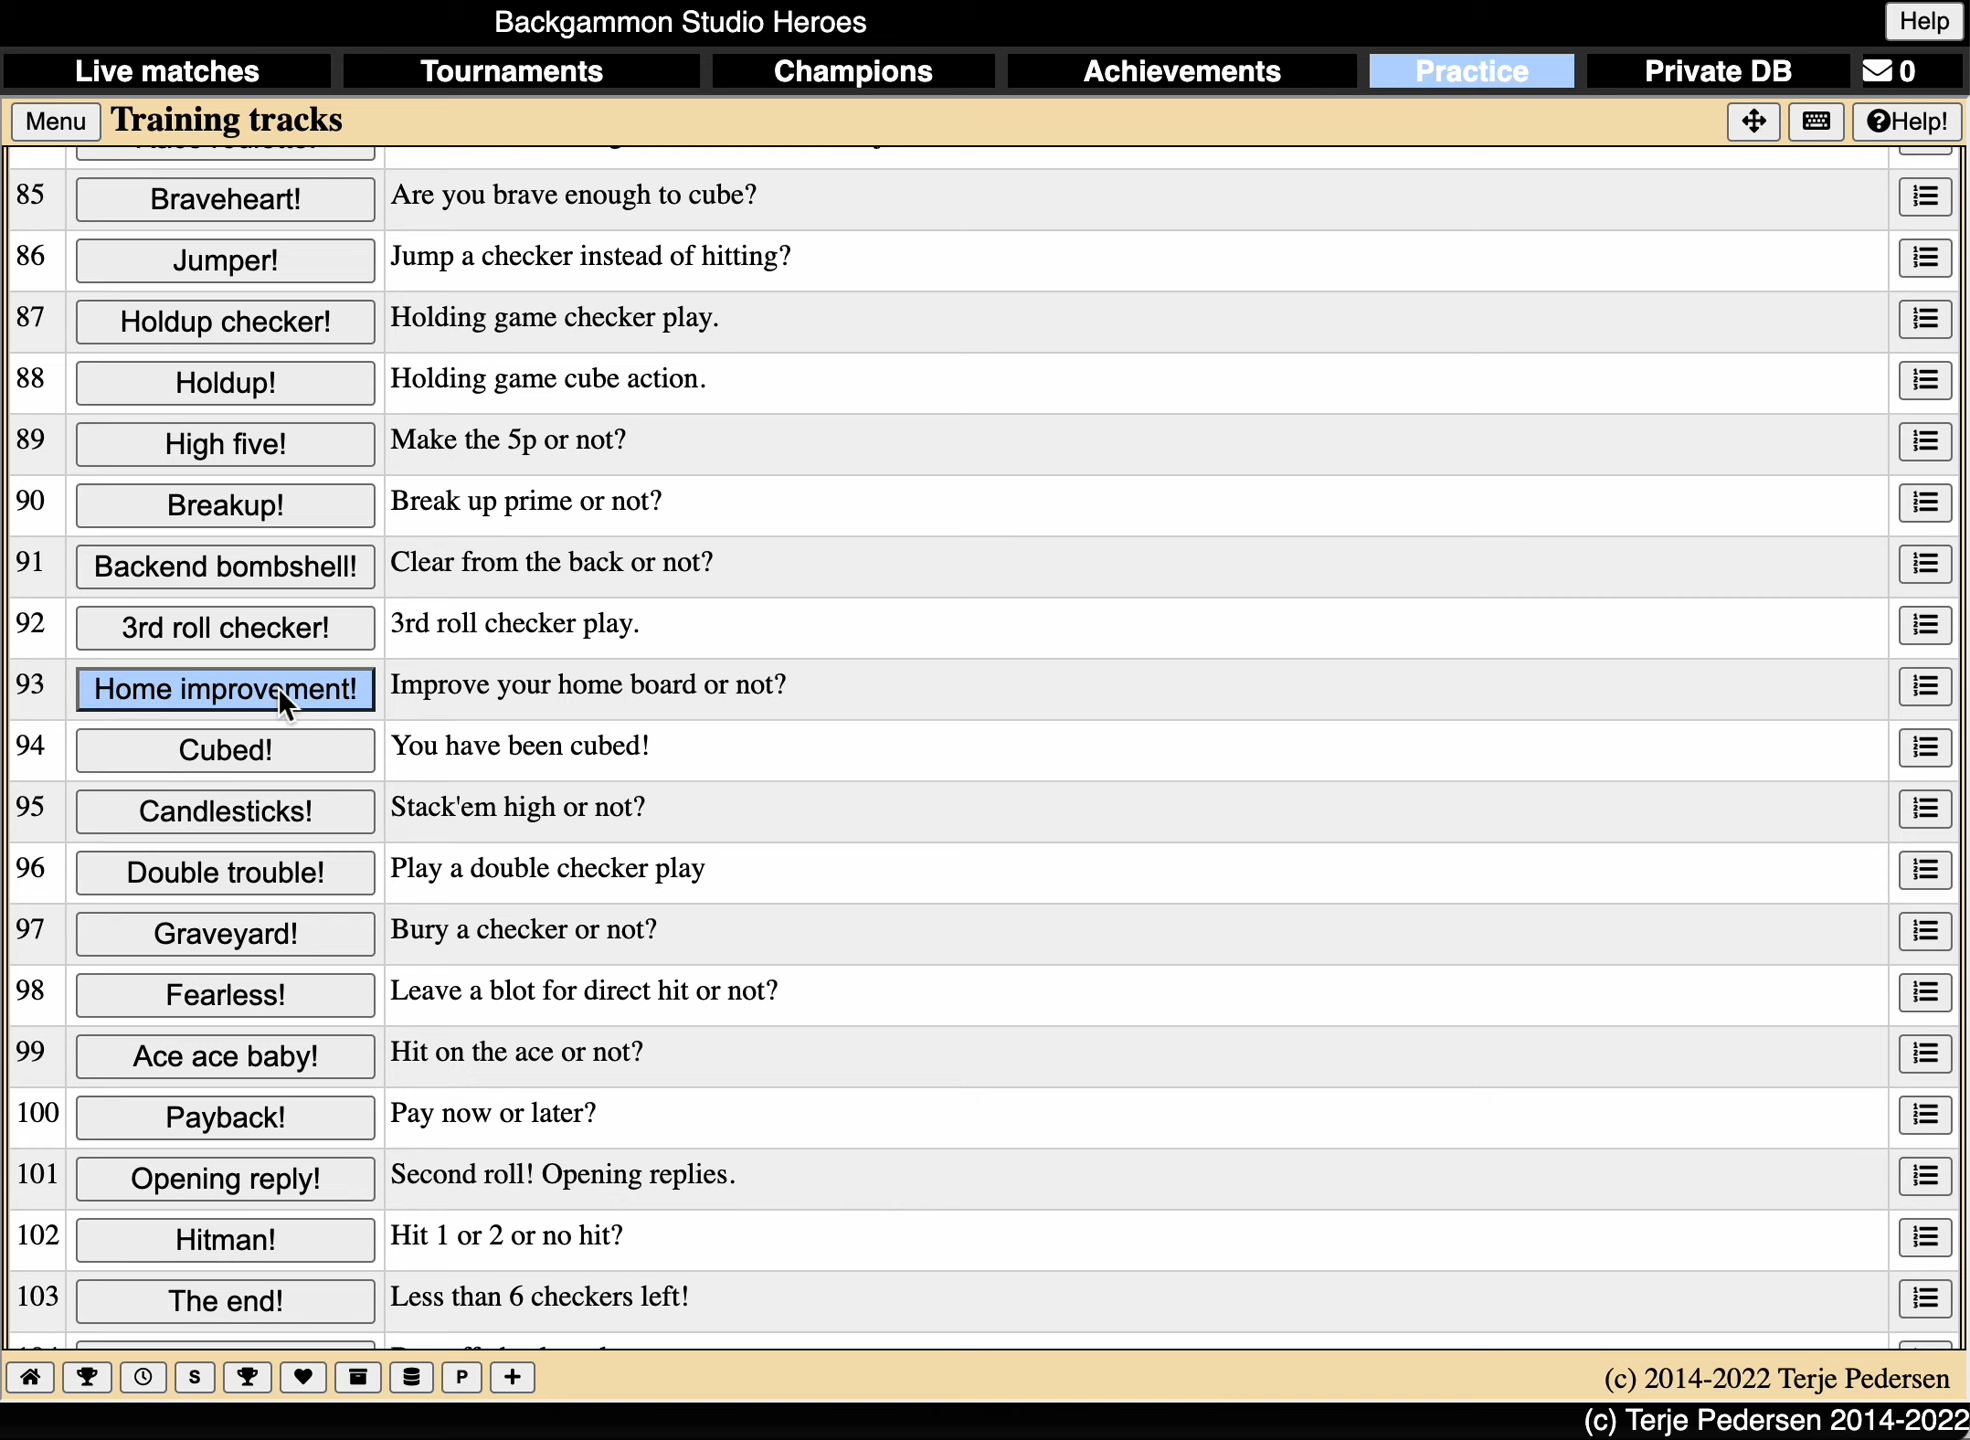 Backgammon Studio Heroes
Help
Live matches Tournaments Champions Achievements Practice Private DB 0
Menu Training tracks Help!
85 Braveheart! Are you brave enough to cube?
86 Jumper! Jump a checker instead of hitting?
87 Holdup checker! Holding game checker play.
88 Holdup! Holding game cube action.
89 High five! Make the 5p or not?
90 Breakup! Break up prime or not?
91 Backend bombshell! Clear from the back or not?
92 3rd roll checker! 3rd roll checker play.
93 Home improvement! Improve your home board or not?
94 Cubed! You have been cubed!
95 Candlesticks! Stack'em high or not?
96 Double trouble! Play a double checker play
97 Graveyard! Bury a checker or not?
98 Fearless! Leave a blot for direct hit or not?
99 Ace ace baby! Hit on the ace or not?
100 Payback! Pay now or later?
101 Opening reply! Second roll! Opening replies.
102 Hitman! Hit 1 or 2 or no hit?
103 The end! Less than 6 checkers left!
S P (c) 2014-2022 Terje Pedersen
(c) Terje Pedersen 2014-2022